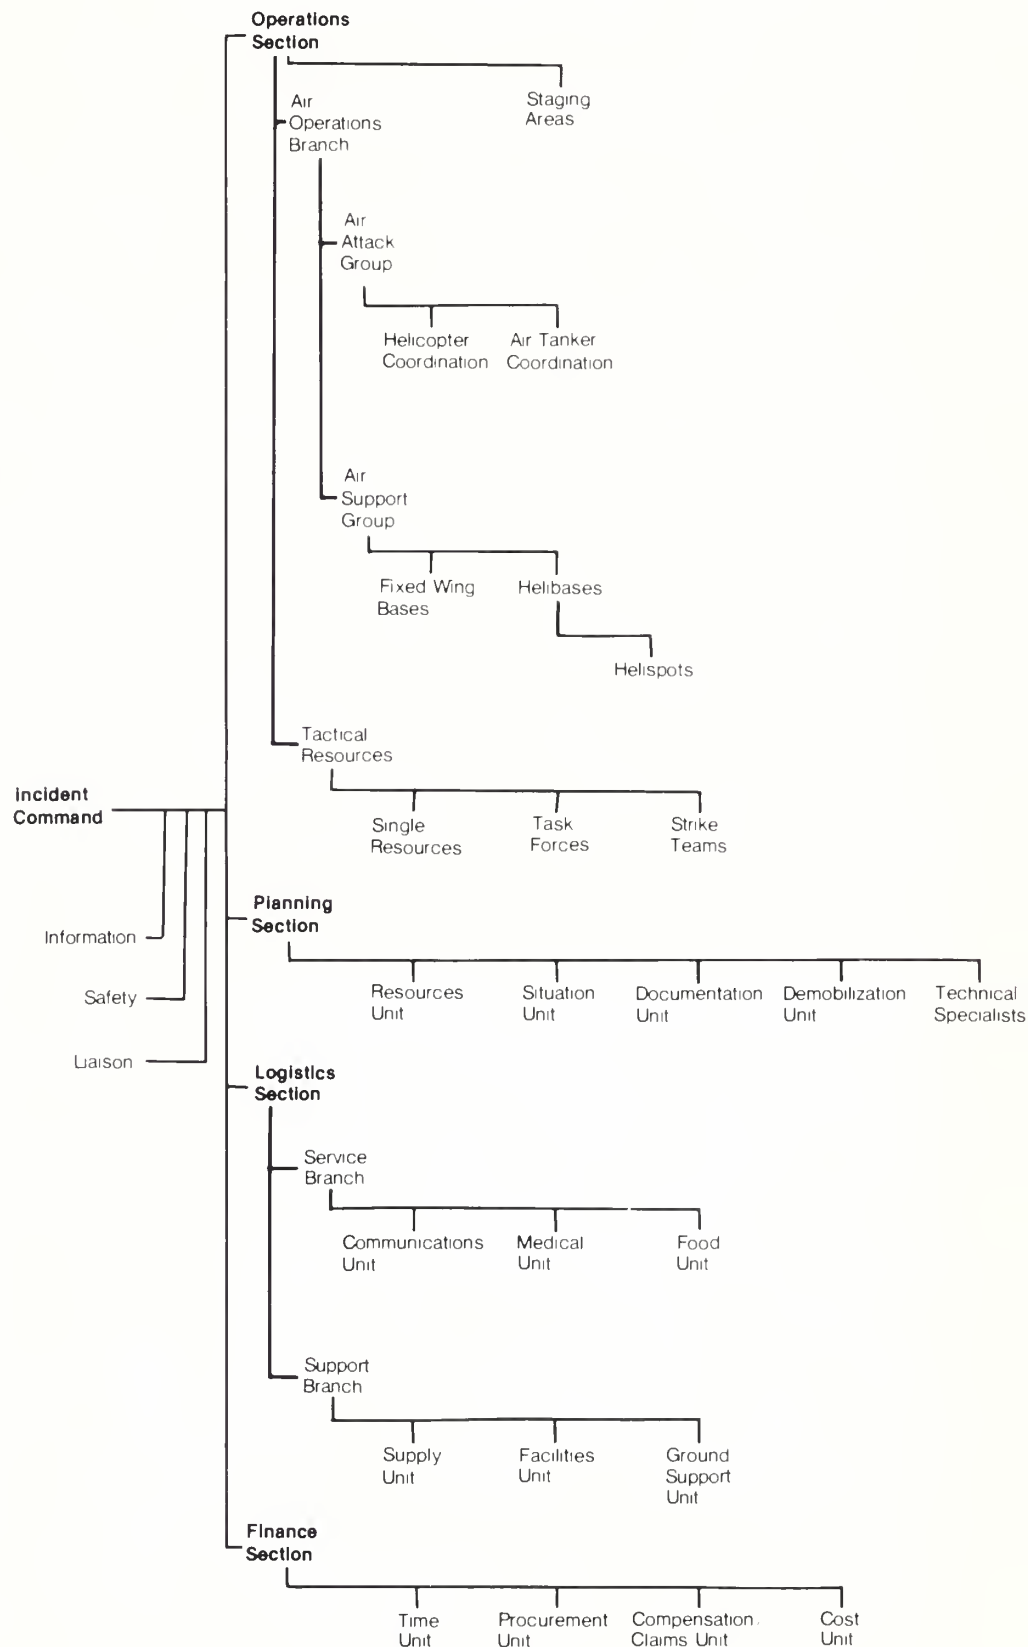 Operations
Section
Staging
Areas
Air
Operations
Branch
Air
Attack
Group
Helicopter
Coordination
Air Tanker
Coordination
Air
Support
Group
Fixed Wing
Bases
Helibases
Helispots
Tactical
Resources
Single
Resources
Task
Forces
Strike
Teams
Incident
Command
Information
Safety
Liaison
Planning
Section
Resources
Unit
Situation
Unit
Documentation
Unit
Demobilization
Unit
Technical
Specialists
Logistics
Section
Service
Branch
Communications
Unit
Medical
Unit
Food
Unit
Support
Branch
Supply
Unit
Facilities
Unit
Ground
Support
Unit
Finance
Section
Time
Unit
Procurement
Unit
Compensation
Claims Unit
Cost
Unit